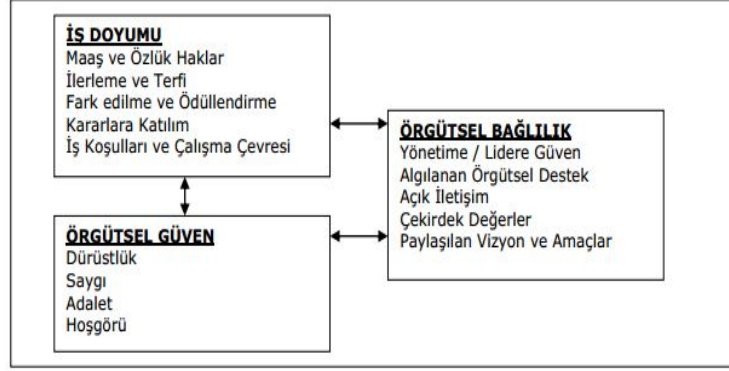 İŞ DOYUMU
Maaş ve Özlük Haklar
İlerleme ve Terfi
Fark edilme ve Ödüllendirme
Kararlara Katılım
İş Koşulları ve Çalışma Çevresi
ÖRGÜTSEL BAĞLILIK
Yönetime / Lidere Güven
Algılanan Örgütsel Destek
Açık İletişim
Çekirdek Değerler
Paylaşılan Vizyon ve Amaçlar
ÖRGÜTSEL GÜVEN
Dürüstlük
Saygı
Adalet
Hoşgörü